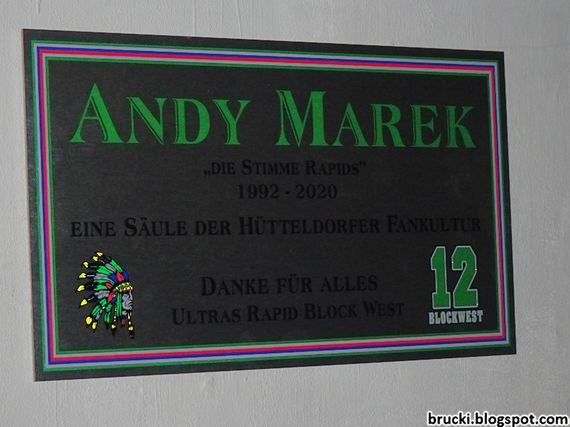 ANDY MAREK
„DIE STIMME RAPIDS"
1992 - 2020
EINE SÄULE DER HÜTTELDORFER FANKULTUR
DANKE FÜR ALLES
ULTRAS RAPID BLOCK WEST
12
BLOCKWEST
brucki.blogspot.com